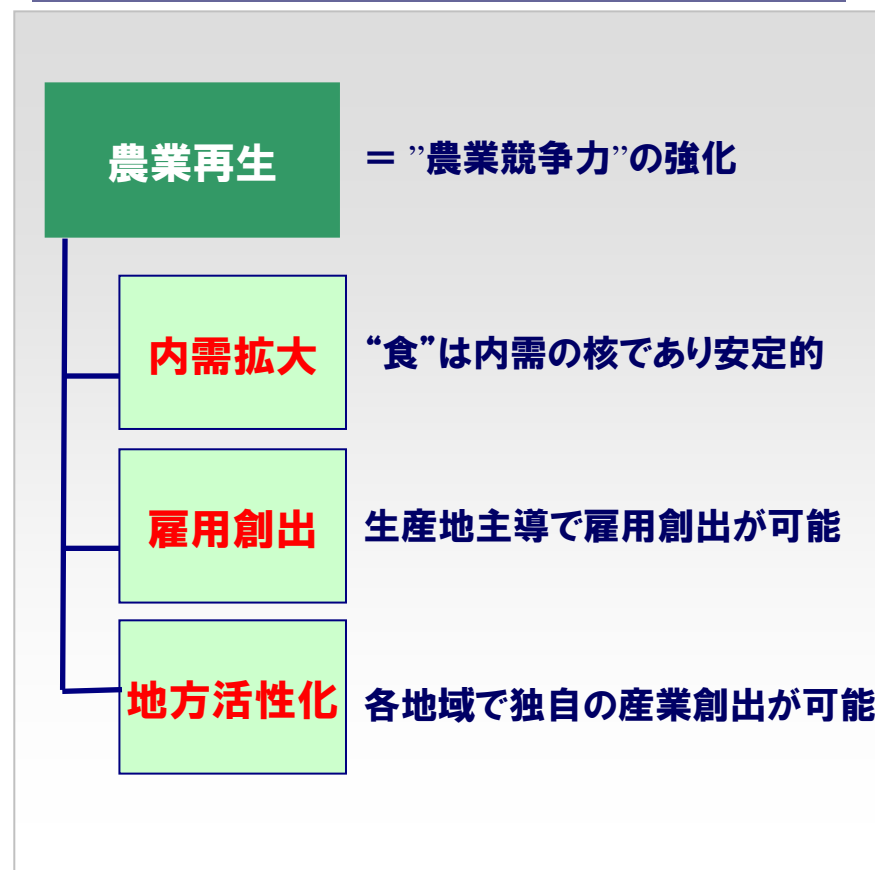 農業再生
＝ ”農業競争力”の強化
内需拡大
“食”は内需の核であり安定的
雇用創出
生産地主導で雇用創出が可能
地方活性化
各地域で独自の産業創出が可能